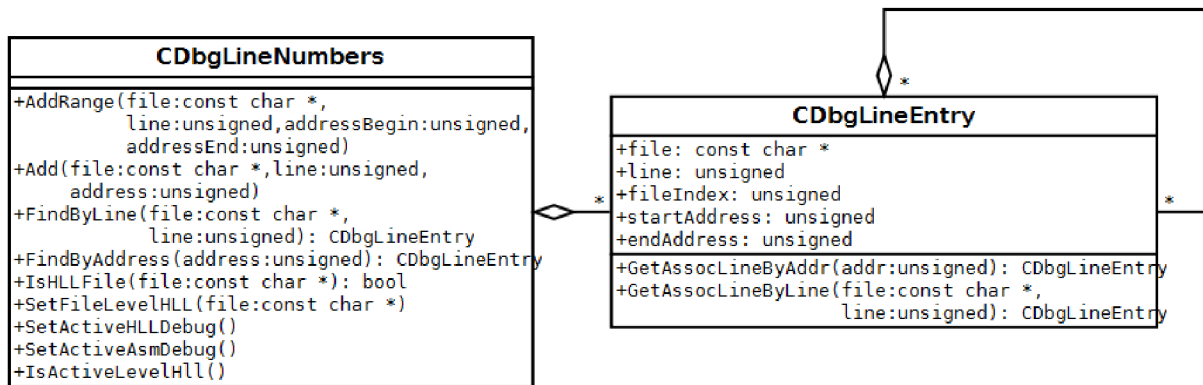 CDbgLineNumbers
+AddRange(file:const char *,
line:unsigned,addressBegin:unsigned,
addressEnd:unsigned)
+Add(file:const char *,line:unsigned,
address:unsigned)
+FindByLine(file:const char *,
line:unsigned): CDbgLineEntry
+FindByAddress(address:unsigned): CDbgLineEntry
+IsHLLFile(file:const char *): bool
+SetFileLevelHLL(file:const char *)
+SetActiveHLLDebug()
+SetActiveAsmDebug()
+IsActiveLevelHll()
*
*
CDbgLineEntry
+file: const char *
+line: unsigned
+fileIndex: unsigned
+startAddress: unsigned
+endAddress: unsigned
+GetAssocLineByAddr(addr:unsigned): CDbgLineEntry
+GetAssocLineByLine(file:const char *,
line:unsigned): CDbgLineEntry
*